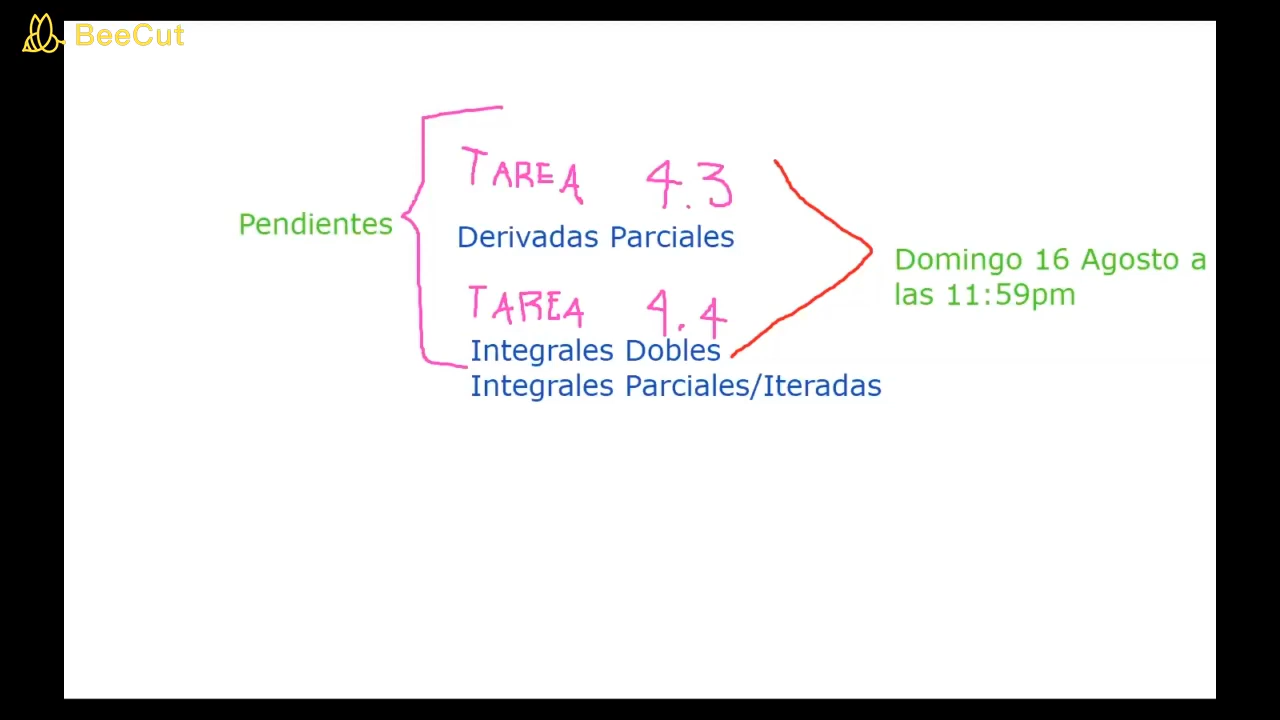 BeeCut
TAREA 4.3
Pendientes
Derivadas Parciales
Domingo 16 Agosto a
las 11:59pm
TAREA 4.4
Integrales Dobles
Integrales Parciales/Iteradas